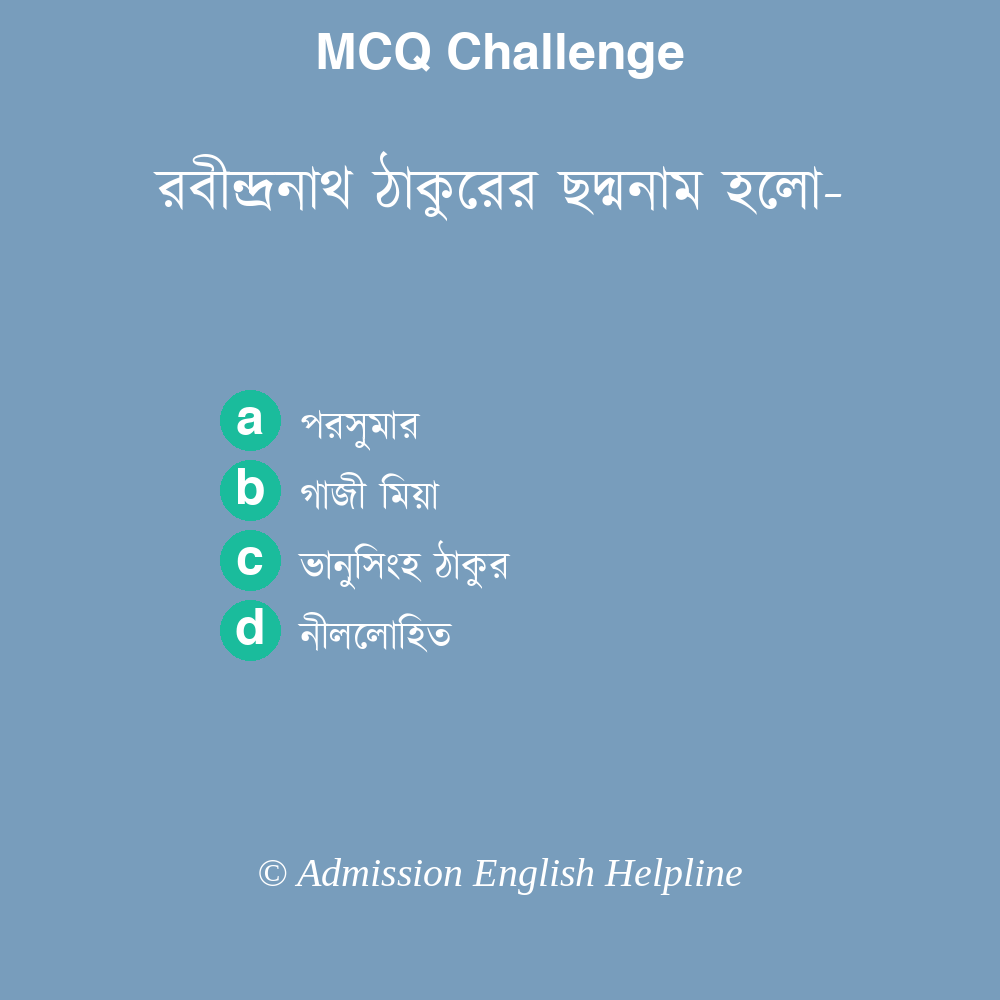 MCQ Challenge
রবীন্দ্রনাথ ঠাকুরের ছদ্মনাম হলো-
a পরসুমার
b গাজী মিয়া
c ভানুসিংহ ঠাকুর
d নীললোহিত
© Admission English Helpline